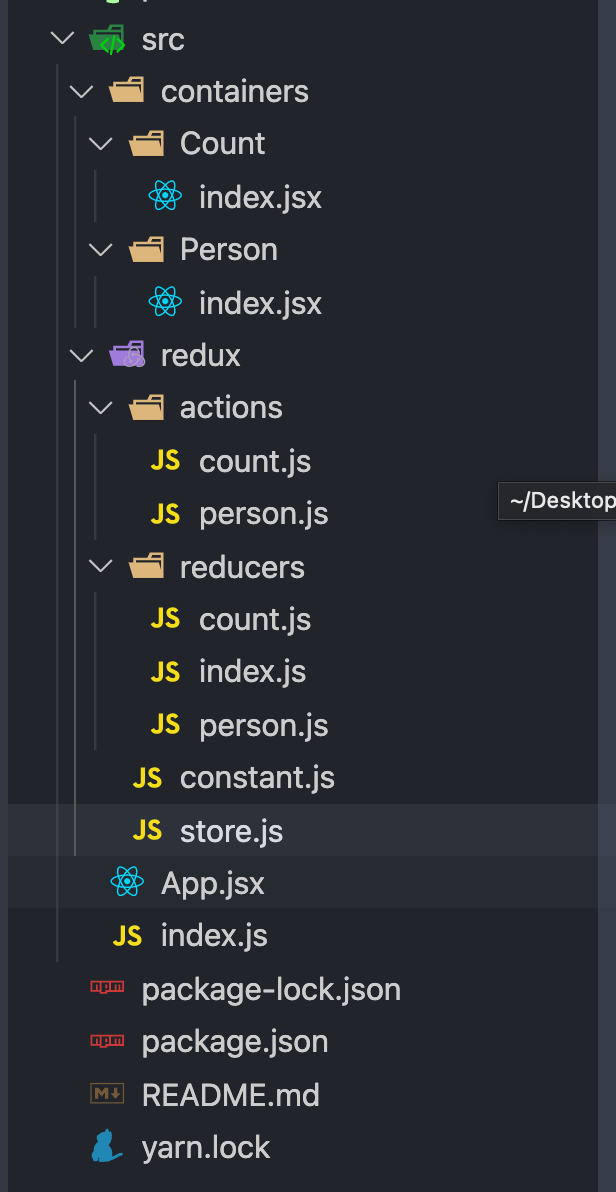 src
containers
Count
index.jsx
Person
index.jsx
redux
actions
JS count.js
JS person.js
~/Desktop
reducers
JS count.js
JS index.js
JS person.js
JS constant.js
JS store.js
App.jsx
JS index.js
package-lock.json
package.json
M README.md
yarn.lock